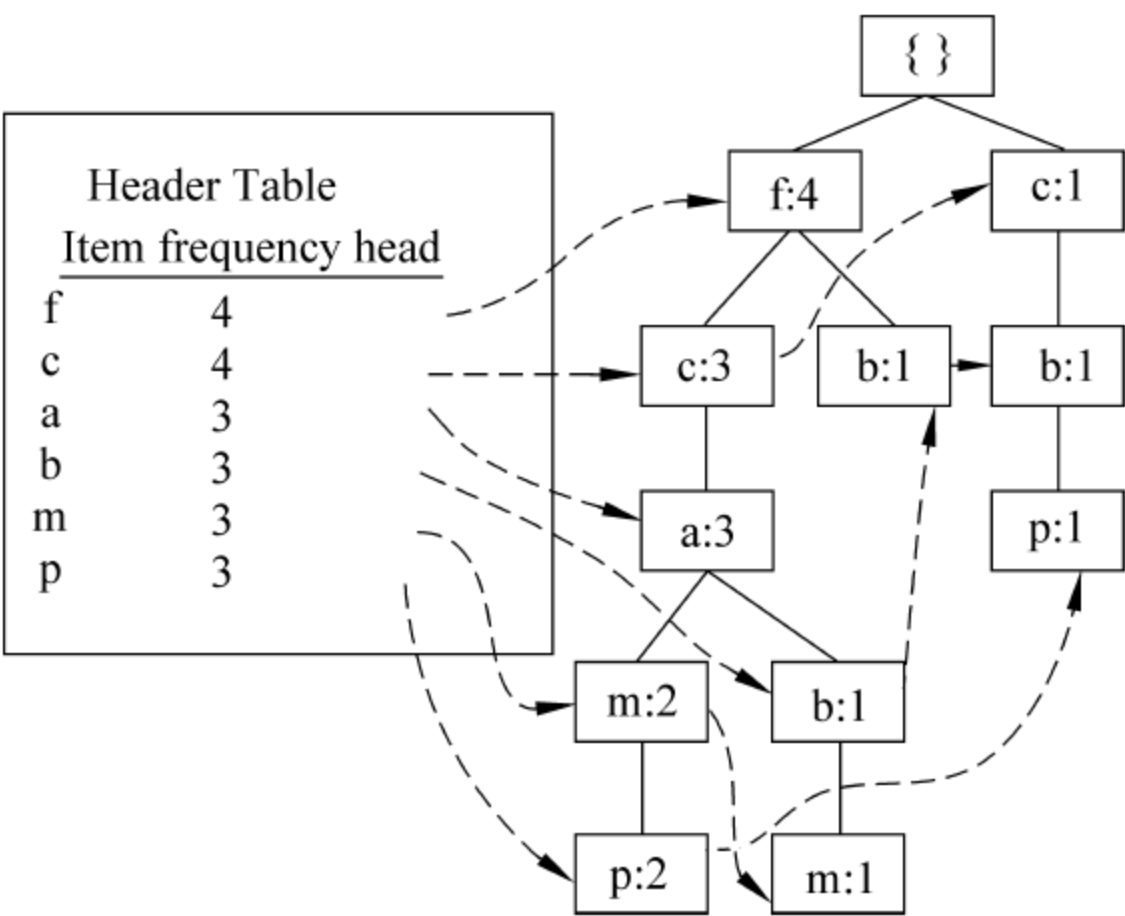 { }
Header Table
Item frequency head
f 4
c 4
a 3
b 3
m 3
p 3
f:4
c:1
c:3
b:1
b:1
a:3
p:1
m:2
b:1
p:2
m:1